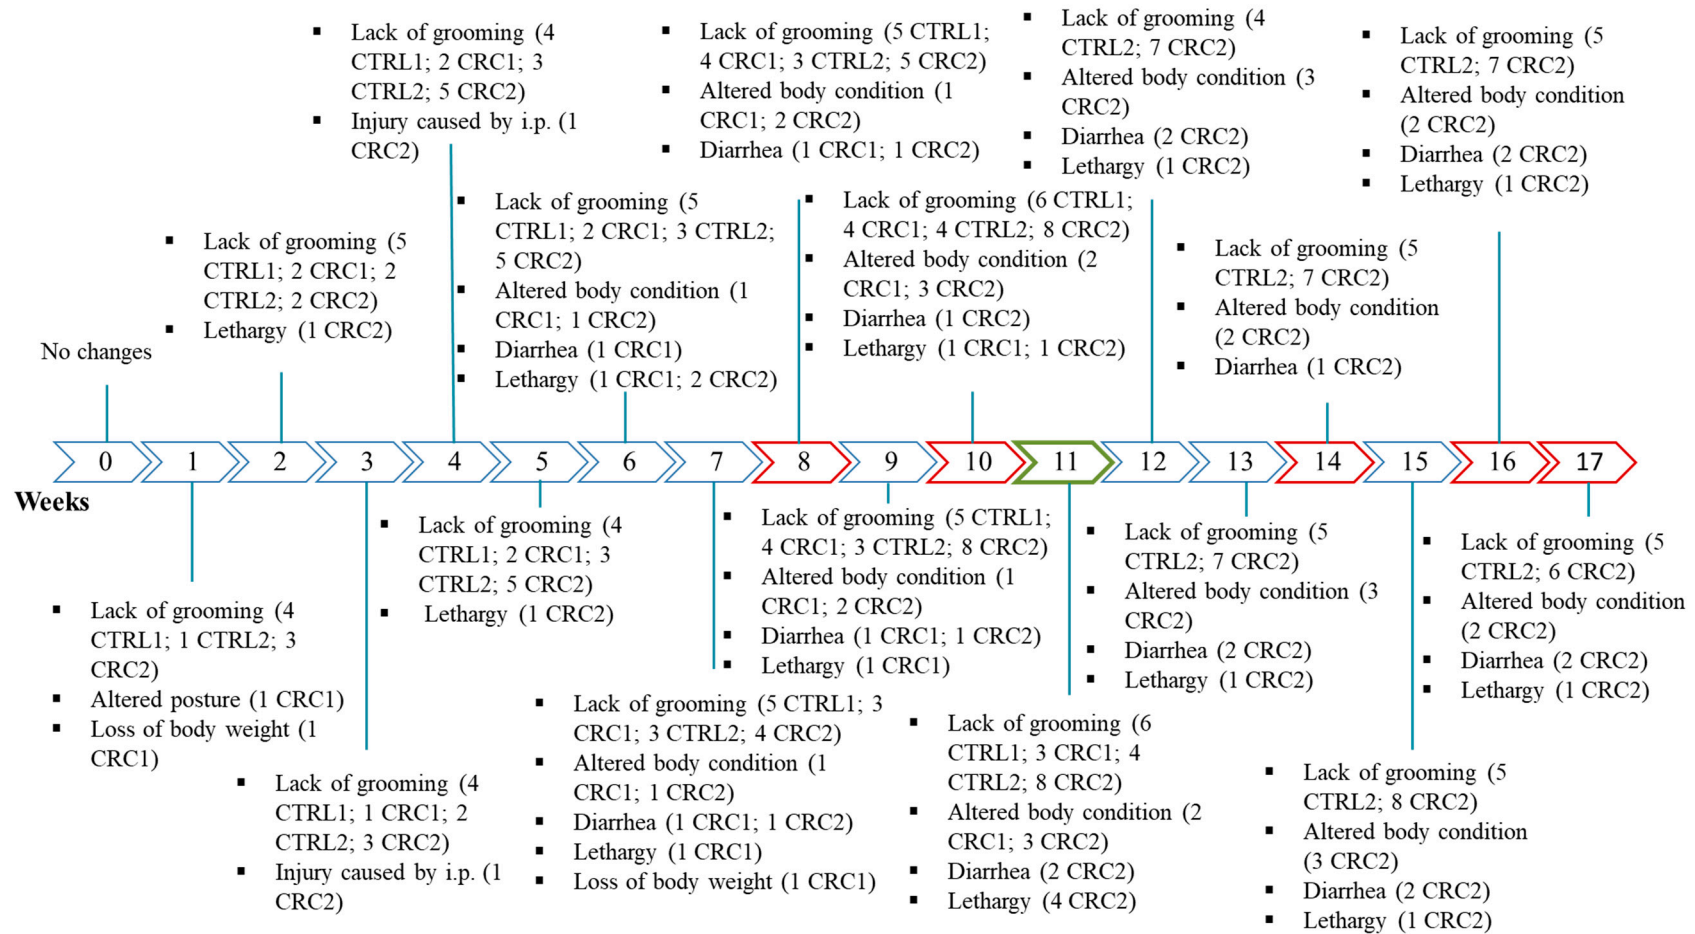 ▪ Lack of grooming (4
CTRL1; 2 CRC1; 3
CTRL2; 5 CRC2)
▪ Injury caused by i.p. (1
CRC2)
▪ Lack of grooming (5 CTRL1;
4 CRC1; 3 CTRL2; 5 CRC2)
▪ Altered body condition (1
CRC1; 2 CRC2)
▪ Diarrhea (1 CRC1; 1 CRC2)
▪ Lack of grooming (4
CTRL2; 7 CRC2)
▪ Altered body condition (3
CRC2)
▪ Diarrhea (2 CRC2)
▪ Lethargy (1 CRC2)
▪ Lack of grooming (5
CTRL2; 7 CRC2)
▪ Altered body condition
(2 CRC2)
▪ Diarrhea (2 CRC2)
▪ Lethargy (1 CRC2)
No changes
▪ Lack of grooming (5
CTRL1; 2 CRC1; 2
CTRL2; 2 CRC2)
▪ Lethargy (1 CRC2)
▪ Lack of grooming (5
CTRL1; 2 CRC1; 3 CTRL2;
5 CRC2)
▪ Altered body condition (1
CRC1; 1 CRC2)
▪ Diarrhea (1 CRC1)
▪ Lethargy (1 CRC1; 2 CRC2)
▪ Lack of grooming (6 CTRL1;
4 CRC1; 4 CTRL2; 8 CRC2)
▪ Altered body condition (2
CRC1; 3 CRC2)
▪ Diarrhea (1 CRC2)
▪ Lethargy (1 CRC1; 1 CRC2)
▪ Lack of grooming (5
CTRL2; 7 CRC2)
▪ Altered body condition
(2 CRC2)
▪ Diarrhea (1 CRC2)
0 1 2 3 4 5 6 7 8 9 10 11 12 13 14 15 16 17
Weeks
▪ Lack of grooming (4
CTRL1; 1 CTRL2; 3
CRC2)
▪ Altered posture (1 CRC1)
▪ Loss of body weight (1
CRC1)
▪ Lack of grooming (4
CTRL1; 1 CRC1; 2
CTRL2; 3 CRC2)
▪ Injury caused by i.p. (1
CRC2)
▪ Lack of grooming (4
CTRL1; 2 CRC1; 3
CTRL2; 5 CRC2)
▪ Lethargy (1 CRC2)
▪ Lack of grooming (5 CTRL1; 3
CRC1; 3 CTRL2; 4 CRC2)
▪ Altered body condition (1
CRC1; 1 CRC2)
▪ Diarrhea (1 CRC1; 1 CRC2)
▪ Lethargy (1 CRC1)
▪ Loss of body weight (1 CRC1)
▪ Lack of grooming (5 CTRL1;
4 CRC1; 3 CTRL2; 8 CRC2)
▪ Altered body condition (1
CRC1; 2 CRC2)
▪ Diarrhea (1 CRC1; 1 CRC2)
▪ Lethargy (1 CRC1)
▪ Lack of grooming (6
CTRL1; 3 CRC1; 4
CTRL2; 8 CRC2)
▪ Altered body condition (2
CRC1; 3 CRC2)
▪ Diarrhea (2 CRC2)
▪ Lethargy (4 CRC2)
▪ Lack of grooming (5
CTRL2; 7 CRC2)
▪ Altered body condition (3
CRC2)
▪ Diarrhea (2 CRC2)
▪ Lethargy (1 CRC2)
▪ Lack of grooming (5
CTRL2; 8 CRC2)
▪ Altered body condition
(3 CRC2)
▪ Diarrhea (2 CRC2)
▪ Lethargy (1 CRC2)
▪ Lack of grooming (5
CTRL2; 6 CRC2)
▪ Altered body condition
(2 CRC2)
▪ Diarrhea (2 CRC2)
▪ Lethargy (1 CRC2)